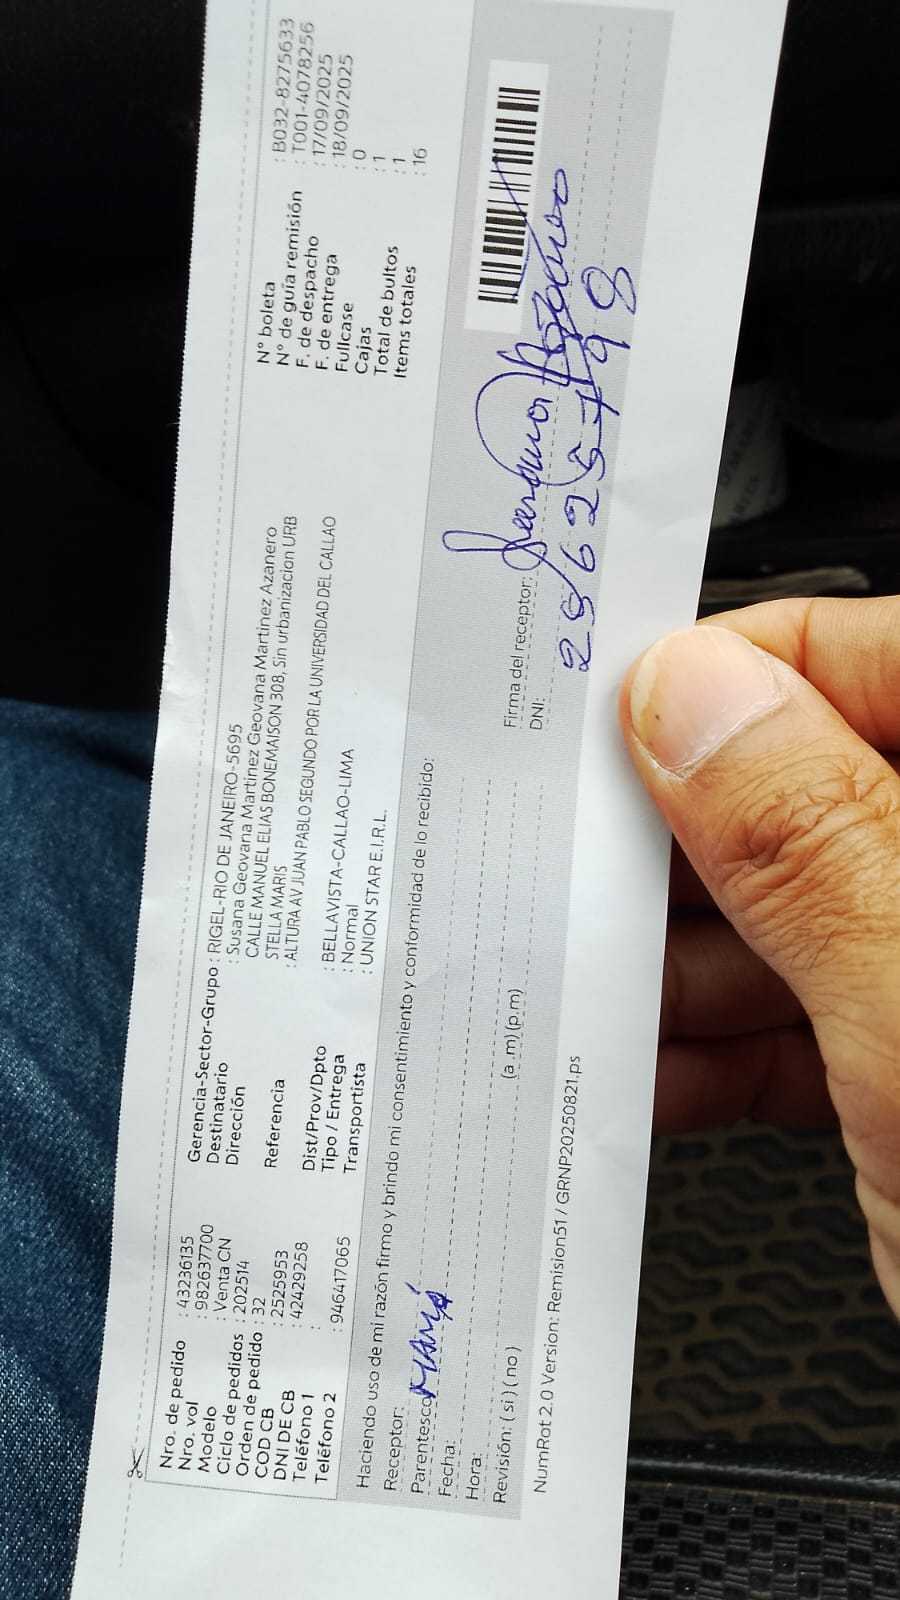 Nro. de pedido : 43236135
Nro. vol : 982637700
Modelo : Venta CN
Ciclo de pedidos : 202514
Orden de pedido : 32
COD CB : 2525953
DNI DE CB : 42429258
Teléfono 1 :
Teléfono 2 : 946417065
Gerencia-Sector-Grupo : RIGEL-RIO DE JANEIRO-5695
Destinatario : Susana Geovana Martinez Geovana Martinez Azanero
Dirección CALLE MANUEL ELIAS BONEMAISON 308, Sin urbanizacion URB
STELLA MARIS
Referencia : ALTURA AV JUAN PABLO SEGUNDO POR LA UNIVERSIDAD DEL CALLAO
Dist/Prov/Dpto : BELLAVISTA-CALLAO-LIMA
Tipo / Entrega : Normal
Transportista : UNION STAR E.I.R.L.
N° boleta : B032-8275633
N° de guía remisión : T001-4078256
F. de despacho : 17/09/2025
F. de entrega : 18/09/2025
Fullcase : 0
Cajas : 1
Total de bultos : 1
Items totales : 16
Haciendo uso de mi razón firmo y brindo mi consentimiento y conformidad de lo recibido:
Receptor:
Parentesco: MAMÁ
Fecha:
Hora: (a .m) (p.m)
Revisión: ( si ) ( no )
Firma del receptor:
DNI:
NumRot 2.0 Version: Remision51 / GRNP20250821.ps